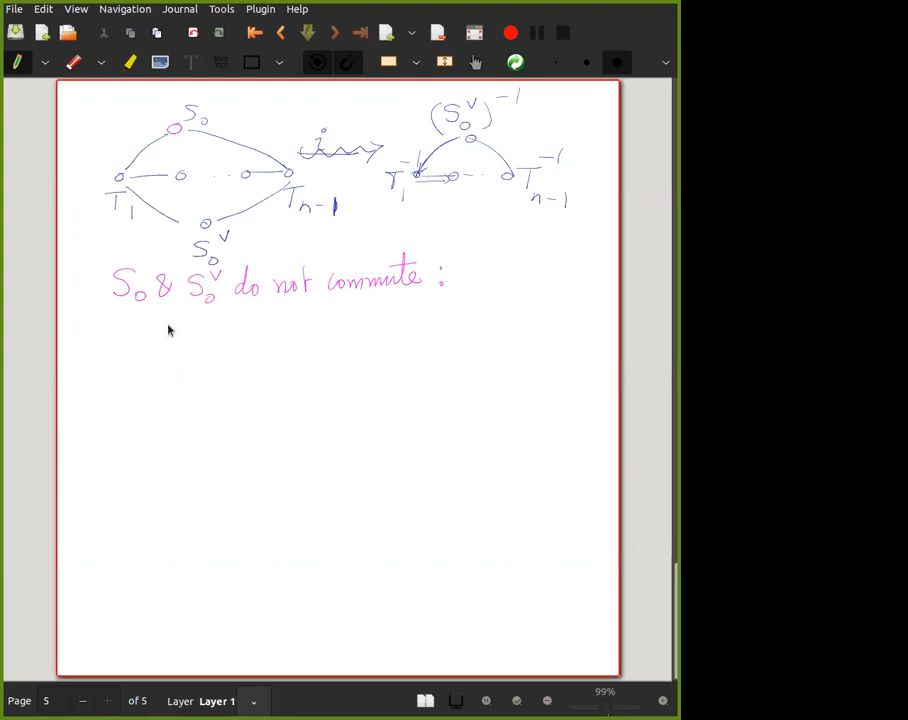 File Edit View Navigation Journal Tools Plugin Help
S₀ i (S₀^∨)^-1
T₁ T_{n-1} T₁^-1 T_{n-1}^-1
S₀^∨
S₀ & S₀^∨ do not commute :
Page 5 of 5 Layer Layer 1 99%